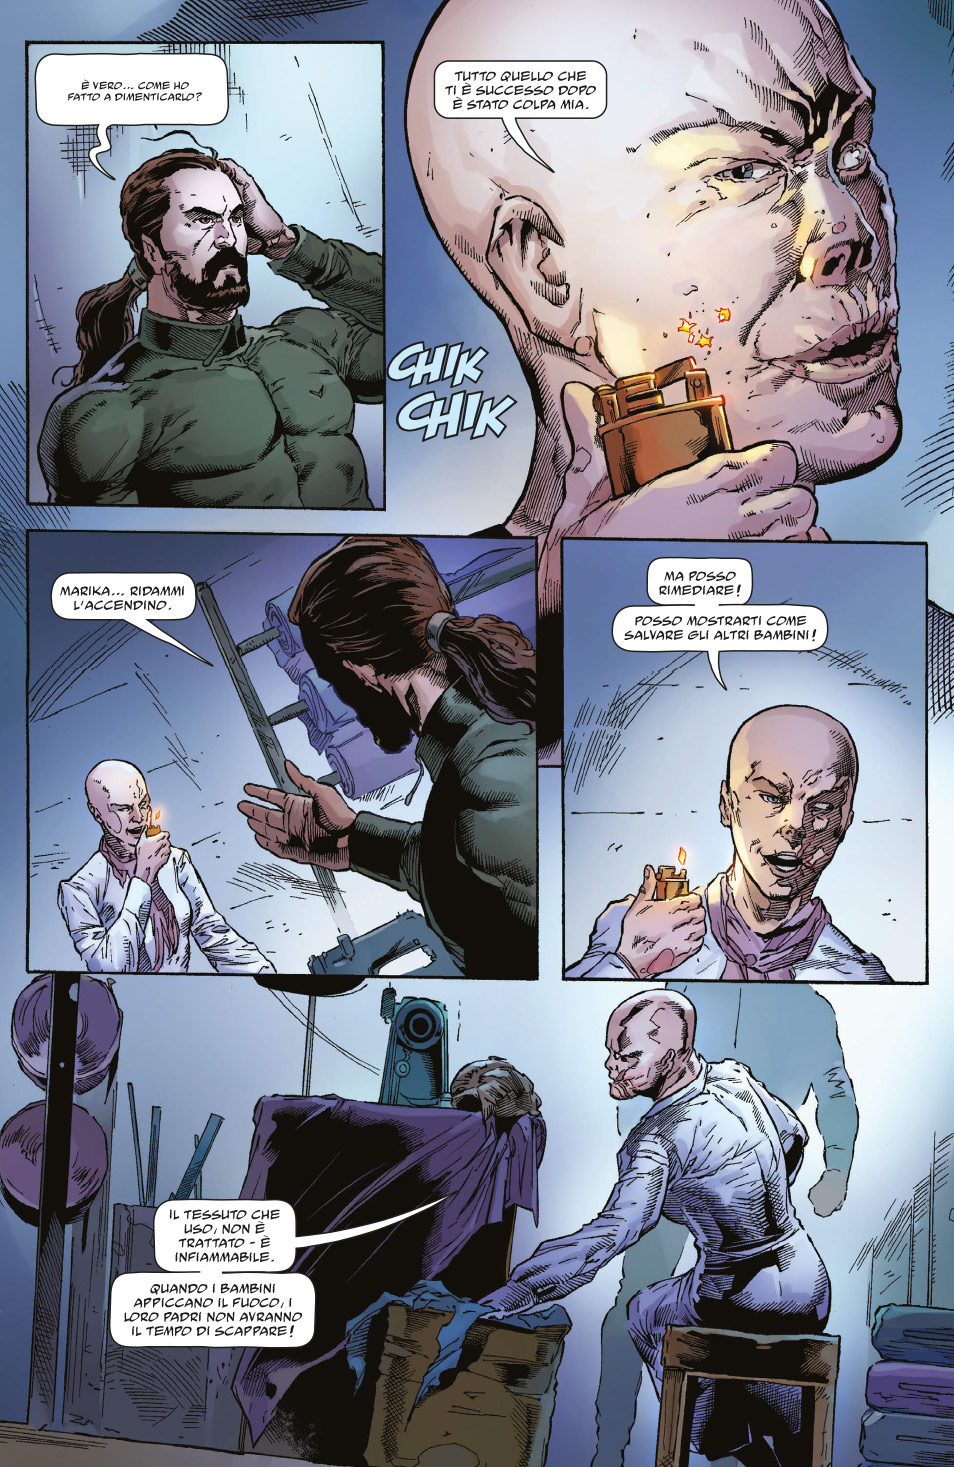 È VERO... COME HO
FATTO A DIMENTICARLO?
TUTTO QUELLO CHE
TI È SUCCESSO DOPO
È STATO COLPA MIA.
CHIK
CHIK
MARIKA... RIDAMMI
L'ACCENDINO.
MA POSSO
RIMEDIARE!
POSSO MOSTRARTI COME
SALVARE GLI ALTRI BAMBINI!
IL TESSUTO CHE
USO, NON È
TRATTATO - È
INFIAMMABILE.
QUANDO I BAMBINI
APPICCANO IL FUOCO, I
LORO PADRI NON AVRANNO
IL TEMPO DI SCAPPARE!